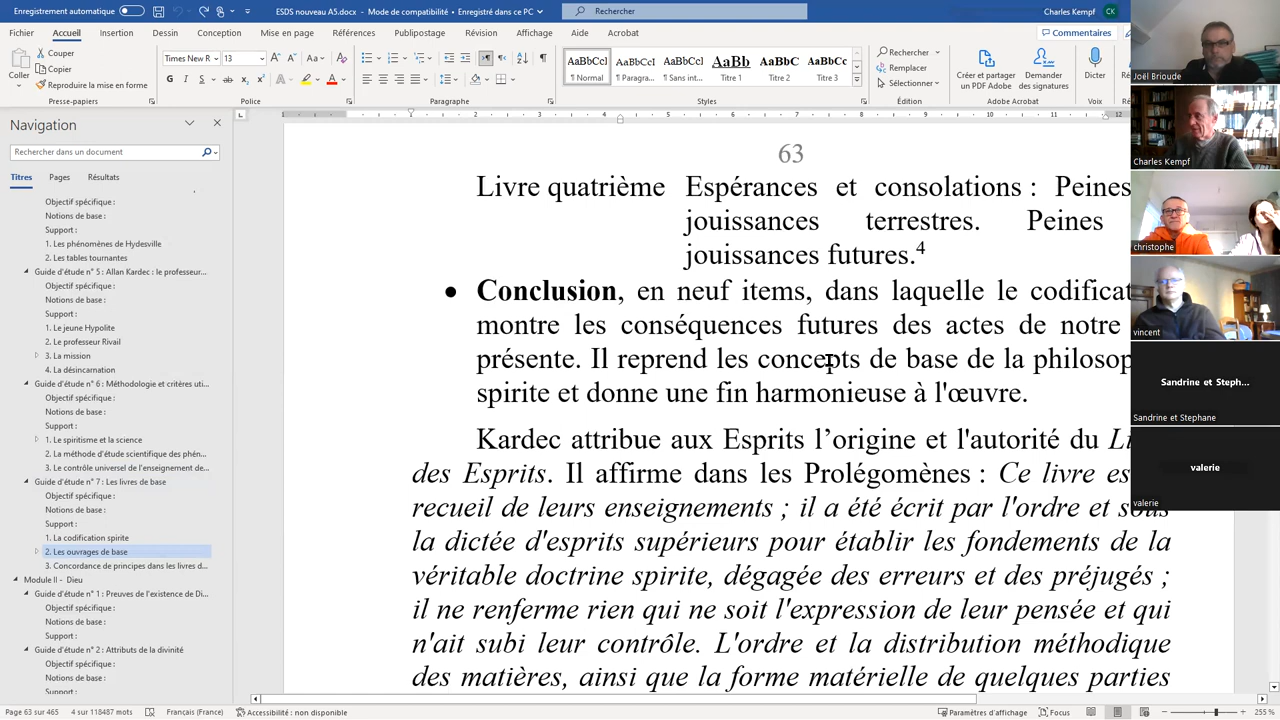 Enregistrement automatique
ESDS nouveau A5.docx - Mode de compatibilité • Enregistré dans ce PC
Rechercher
Charles Kempf
CK
Fichier Accueil Insertion Dessin Conception Mise en page Références Publipostage Révision Affichage Aide Acrobat
Commentaires
Coller
Couper
Copier
Reproduire la mise en forme
Times New R 13
G I S
AaBbCcI AaBbCcI AaBbCcI AaBb AaBbC AaBbCc
¶ Normal ¶ Paragra... ¶ Sans int... Titre 1 Titre 2 Titre 3
Rechercher
Remplacer
Sélectionner
Créer et partager un PDF Adobe
Demander des signatures
Dicter
Presse-papiers Police Paragraphe Styles Édition Adobe Acrobat Voix
Navigation
Rechercher dans un document
Titres Pages Résultats
Objectif spécifique :
Notions de base :
Support :
1. Les phénomènes de Hydesville
2. Les tables tournantes
Guide d'étude n° 5 : Allan Kardec : le professeur...
Objectif spécifique :
Notions de base :
Support :
1. Le jeune Hypolite
2. Le professeur Rivail
3. La mission
4. La désincarnation
Guide d'étude n° 6 : Méthodologie et critères uti...
Objectif spécifique :
Notions de base :
Support :
1. Le spiritisme et la science
2. La méthode d'étude scientifique des phén...
3. Le contrôle universel de l'enseignement de...
Guide d'étude n° 7 : Les livres de base
Objectif spécifique :
Notions de base :
Support :
1. La codification spirite
2. Les ouvrages de base
3. Concordance de principes dans les livres d...
Module II - Dieu
Guide d'étude n° 1 : Preuves de l'existence de Di...
Objectif spécifique :
Notions de base :
Support :
Guide d'étude n° 2 : Attributs de la divinité
Objectif spécifique :
Notions de base :
Support :
63
Livre quatrième Espérances et consolations : Peines
jouissances terrestres. Peines
jouissances futures.4
• Conclusion, en neuf items, dans laquelle le codificat
montre les conséquences futures des actes de notre
présente. Il reprend les concepts de base de la philosop
spirite et donne une fin harmonieuse à l'œuvre.
Kardec attribue aux Esprits l’origine et l'autorité du Li
des Esprits. Il affirme dans les Prolégomènes : Ce livre es
recueil de leurs enseignements ; il a été écrit par l'ordre et sous
la dictée d'esprits supérieurs pour établir les fondements de la
véritable doctrine spirite, dégagée des erreurs et des préjugés ;
il ne renferme rien qui ne soit l'expression de leur pensée et qui
n'ait subi leur contrôle. L'ordre et la distribution méthodique
des matières, ainsi que la forme matérielle de quelques parties
Joël Brioude
Charles Kempf
christophe
vincent
Sandrine et Steph...
Sandrine et Stephane
valerie
valerie
Page 63 sur 465 4 sur 118487 mots Français (France) Accessibilité : non disponible Paramètres d'affichage Focus 255 %